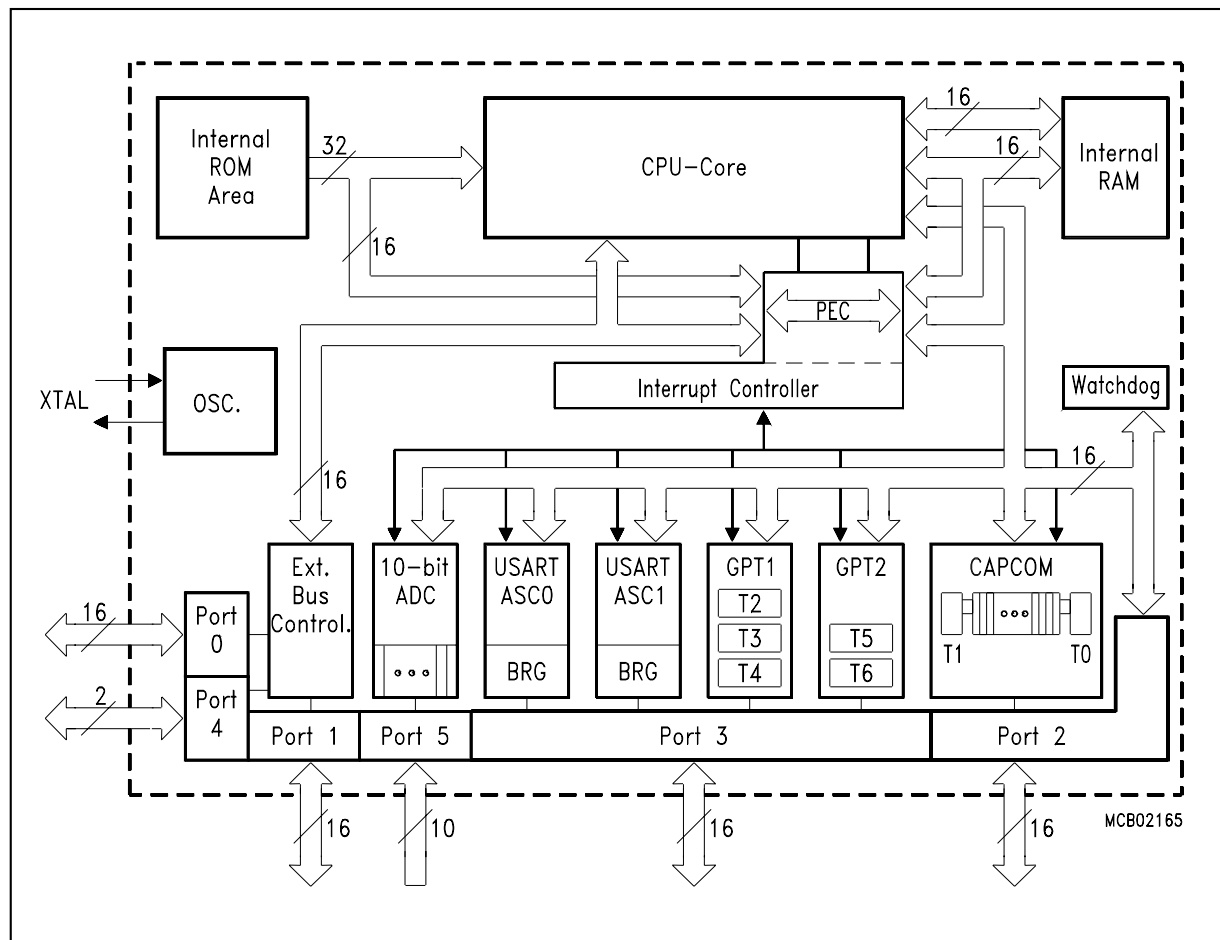 Internal
ROM
Area
32
CPU-Core
16
16
Internal
RAM
16
PEC
Interrupt Controller
XTAL
OSC.
Watchdog
16
16
Ext.
Bus
Control.
10-bit
ADC
USART
ASC0
BRG
USART
ASC1
BRG
GPT1
T2
T3
T4
GPT2
T5
T6
CAPCOM
T1
T0
16
Port
0
2
Port
4
Port 1
Port 5
Port 3
Port 2
16
10
16
16
MCB02165